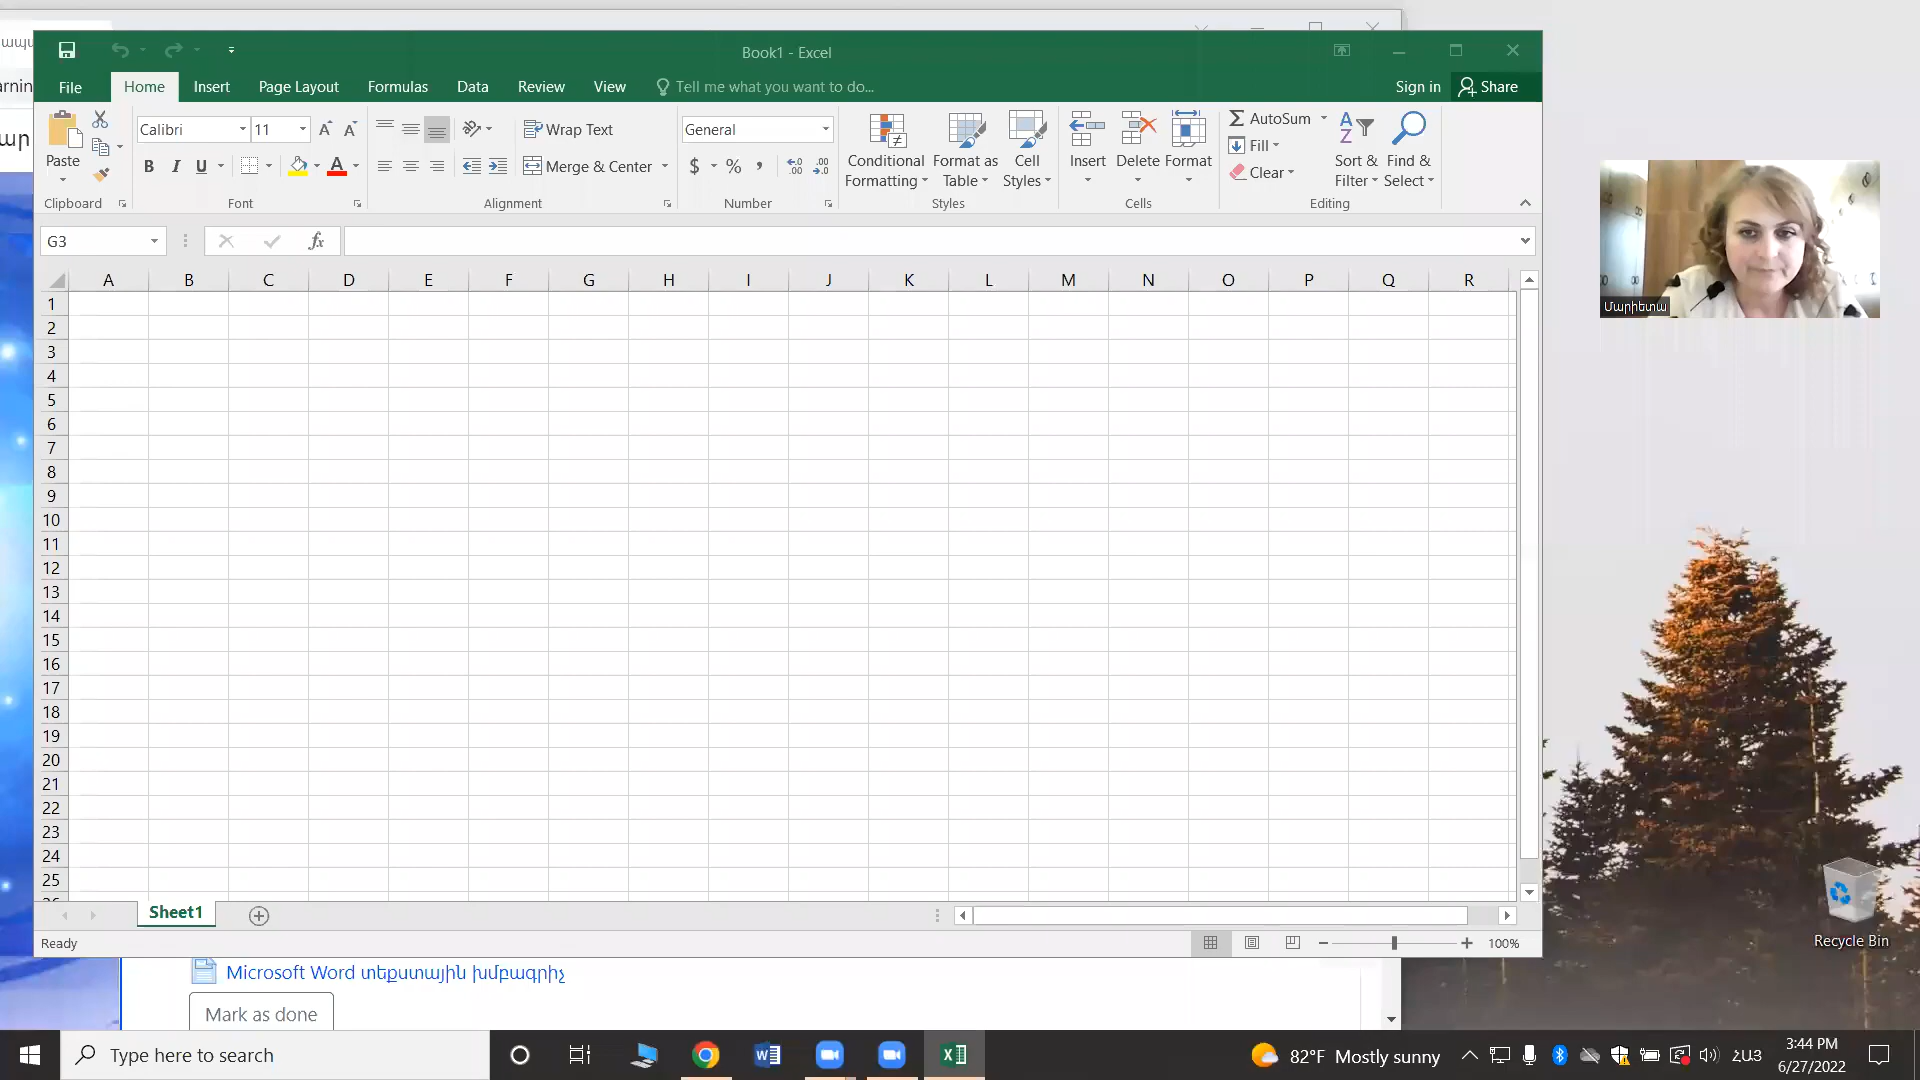 Book1 - Excel
File Home Insert Page Layout Formulas Data Review View Tell me what you want to do... Sign in Share
Paste
Calibri 11
B I U A
Wrap Text
Merge & Center
General
$ % ,
Conditional Formatting
Format as Table
Cell Styles
Insert Delete Format
AutoSum
Fill
Clear
Sort & Filter
Find & Select
Clipboard Font Alignment Number Styles Cells Editing
G3 fx
A B C D E F G H I J K L M N O P Q R
1
2
3
4
5
6
7
8
9
10
11
12
13
14
15
16
17
18
19
20
21
22
23
24
25
Sheet1
Ready 100%
Մարիետա
Recycle Bin
Microsoft Word տեքստային խմբագրիչ
Mark as done
Type here to search
82°F Mostly sunny
ՀԱՅ
3:44 PM
6/27/2022